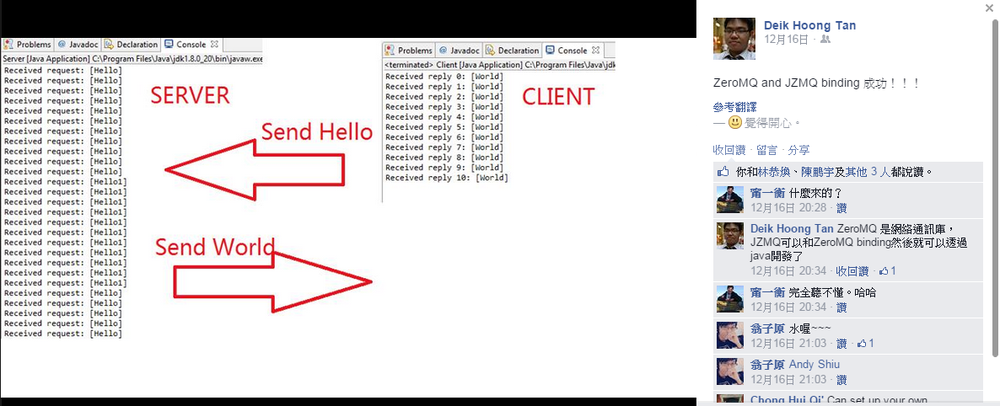 Problems @ Javadoc Declaration Console
Server [Java Application] C:\Program Files\Java\jdk1.8.0_20\bin\javaw.exe
Received request: [Hello]
Received request: [Hello]
Received request: [Hello]
Received request: [Hello]
Received request: [Hello]
Received request: [Hello]
Received request: [Hello]
Received request: [Hello]
Received request: [Hello]
Received request: [Hello]
Received request: [Hello]
Received request: [Hello1]
Received request: [Hello1]
Received request: [Hello1]
Received request: [Hello1]
Received request: [Hello1]
Received request: [Hello1]
Received request: [Hello1]
Received request: [Hello1]
Received request: [Hello1]
Received request: [Hello1]
Received request: [Hello1]
Received request: [Hello]
Received request: [Hello]
Received request: [Hello]
Received request: [Hello]
Received request: [Hello]
SERVER
Send Hello
Send World
Problems @ Javadoc Declaration Console
<terminated> Client [Java Application] C:\Program Files\Java\jdk
Received reply 0: [World]
Received reply 1: [World]
Received reply 2: [World]
Received reply 3: [World]
Received reply 4: [World]
Received reply 5: [World]
Received reply 6: [World]
Received reply 7: [World]
Received reply 8: [World]
Received reply 9: [World]
Received reply 10: [World]
CLIENT
Deik Hoong Tan
12月16日 ·
ZeroMQ and JZMQ binding 成功！！！
參考翻譯
— 覺得開心。
收回讚 · 留言 · 分享
你和林恭煥、陳鵬宇及其他 3 人都說讚。
甯一衡 什麼來的？
12月16日 20:28 · 讚
Deik Hoong Tan ZeroMQ 是網絡通訊庫，
JZMQ可以和ZeroMQ binding然後就可以透過
java開發了
12月16日 20:34 · 收回讚 · 1
甯一衡 完全聽不懂。哈哈
12月16日 20:34 · 讚
翁子原 水喔~~~
12月16日 21:03 · 讚 · 1
翁子原 Andy Shiu
12月16日 21:03 · 讚
Chong Hui Qi' Can set up your own